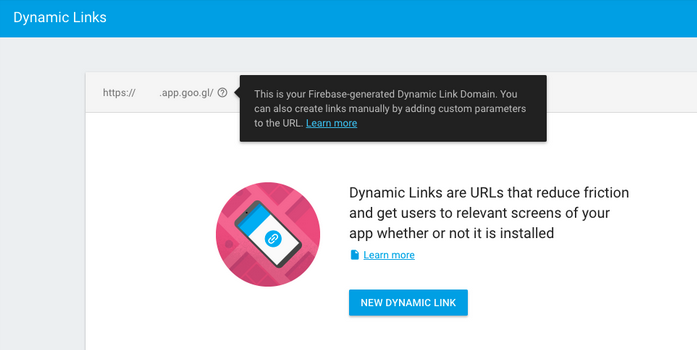 Dynamic Links
https:// .app.goo.gl/ ?
This is your Firebase-generated Dynamic Link Domain. You
can also create links manually by adding custom parameters
to the URL. Learn more
Dynamic Links are URLs that reduce friction
and get users to relevant screens of your
app whether or not it is installed
Learn more
NEW DYNAMIC LINK